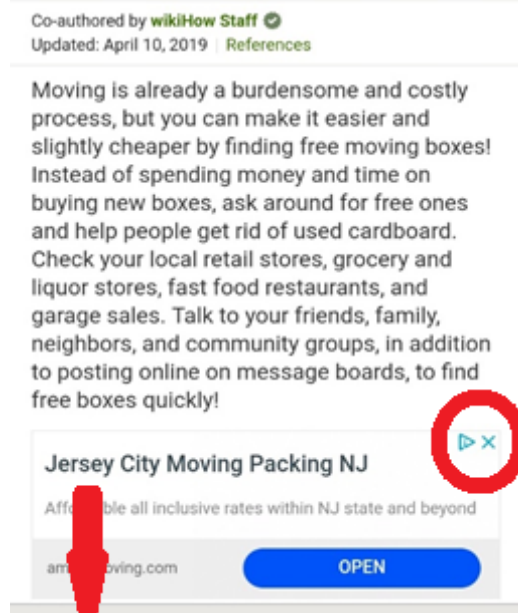 Co-authored by wikiHow Staff
Updated: April 10, 2019 References
Moving is already a burdensome and costly
process, but you can make it easier and
slightly cheaper by finding free moving boxes!
Instead of spending money and time on
buying new boxes, ask around for free ones
and help people get rid of used cardboard.
Check your local retail stores, grocery and
liquor stores, fast food restaurants, and
garage sales. Talk to your friends, family,
neighbors, and community groups, in addition
to posting online on message boards, to find
free boxes quickly!
Jersey City Moving Packing NJ
all inclusive rates within NJ state and beyond
OPEN